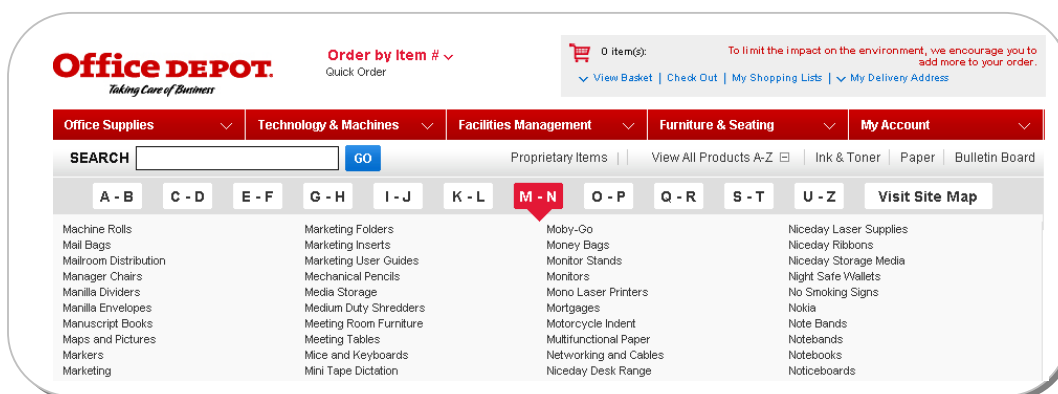 Office DEPOT.
Taking Care of Business
Order by Item #
Quick Order
0 item(s):
To limit the impact on the environment, we encourage you to
add more to your order.
View Basket | Check Out | My Shopping Lists | My Delivery Address
Office Supplies Technology & Machines Facilities Management Furniture & Seating My Account
SEARCH GO Proprietary Items | | View All Products A-Z | Ink & Toner | Paper | Bulletin Board
A - B C - D E - F G - H I - J K - L M - N O - P Q - R S - T U - Z Visit Site Map
Machine Rolls Marketing Folders Moby-Go Niceday Laser Supplies
Mail Bags Marketing Inserts Money Bags Niceday Ribbons
Mailroom Distribution Marketing User Guides Monitor Stands Niceday Storage Media
Manager Chairs Mechanical Pencils Monitors Night Safe Wallets
Manilla Dividers Media Storage Mono Laser Printers No Smoking Signs
Manilla Envelopes Medium Duty Shredders Mortgages Nokia
Manuscript Books Meeting Room Furniture Motorcycle Indent Note Bands
Maps and Pictures Meeting Tables Multifunctional Paper Notebands
Markers Mice and Keyboards Networking and Cables Notebooks
Marketing Mini Tape Dictation Niceday Desk Range Noticeboards